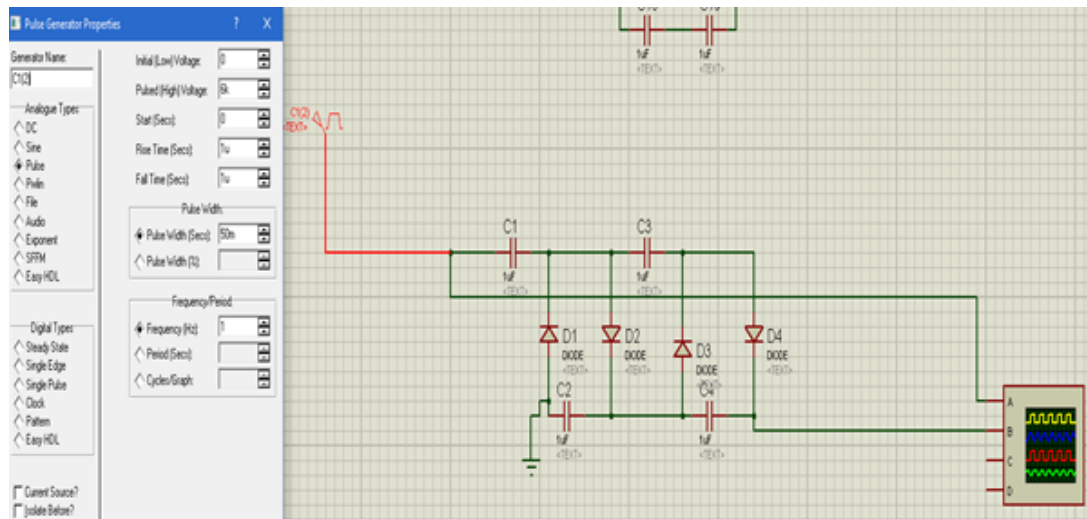 Pulse Generator Properties ? X
Generator Name:
C1(2)
Analogue Types
DC
Sine
Pulse
Pwlin
File
Audio
Exponent
SFFM
Easy HDL
Digital Types
Steady State
Single Edge
Single Pulse
Clock
Pattern
Easy HDL
Current Source?
Isolate Before?
Initial (Low) Voltage: 0
Pulsed (High) Voltage: 6k
Start (Secs): 0
Rise Time (Secs): 1u
Fall Time (Secs): 1u
Pulse Width:
Pulse Width (Secs): 50m
Pulse Width (%):
Frequency/Period:
Frequency (Hz): 1
Period (Secs):
Cycles/Graph:
1uF
<TEXT>
1uF
<TEXT>
C1(2)
<TEXT>
C1
1uF
<TEXT>
C3
1uF
<TEXT>
D1
DIODE
<TEXT>
D2
DIODE
<TEXT>
D3
DIODE
<TEXT>
D4
DIODE
<TEXT>
C2
1uF
<TEXT>
C4
1uF
<TEXT>
A
B
C
D